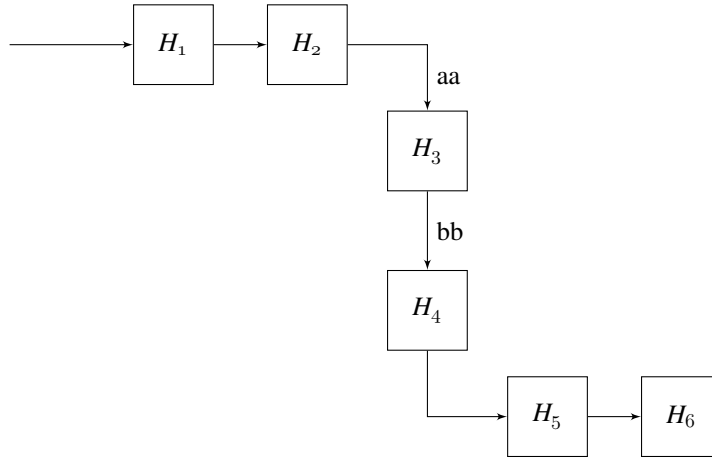 H₁ H₂
aa
H₃
bb
H₄
H₅ H₆